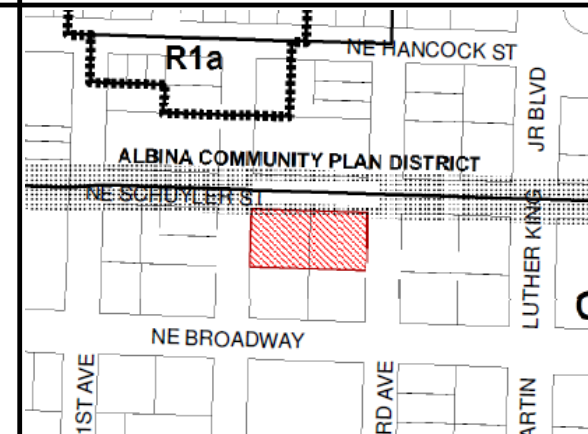 NE HANCOCK ST
R1a
JR BLVD
ALBINA COMMUNITY PLAN DISTRICT
NE SCHUYLER ST
LUTHER KING
NE BROADWAY
1ST AVE
RD AVE
ARTIN